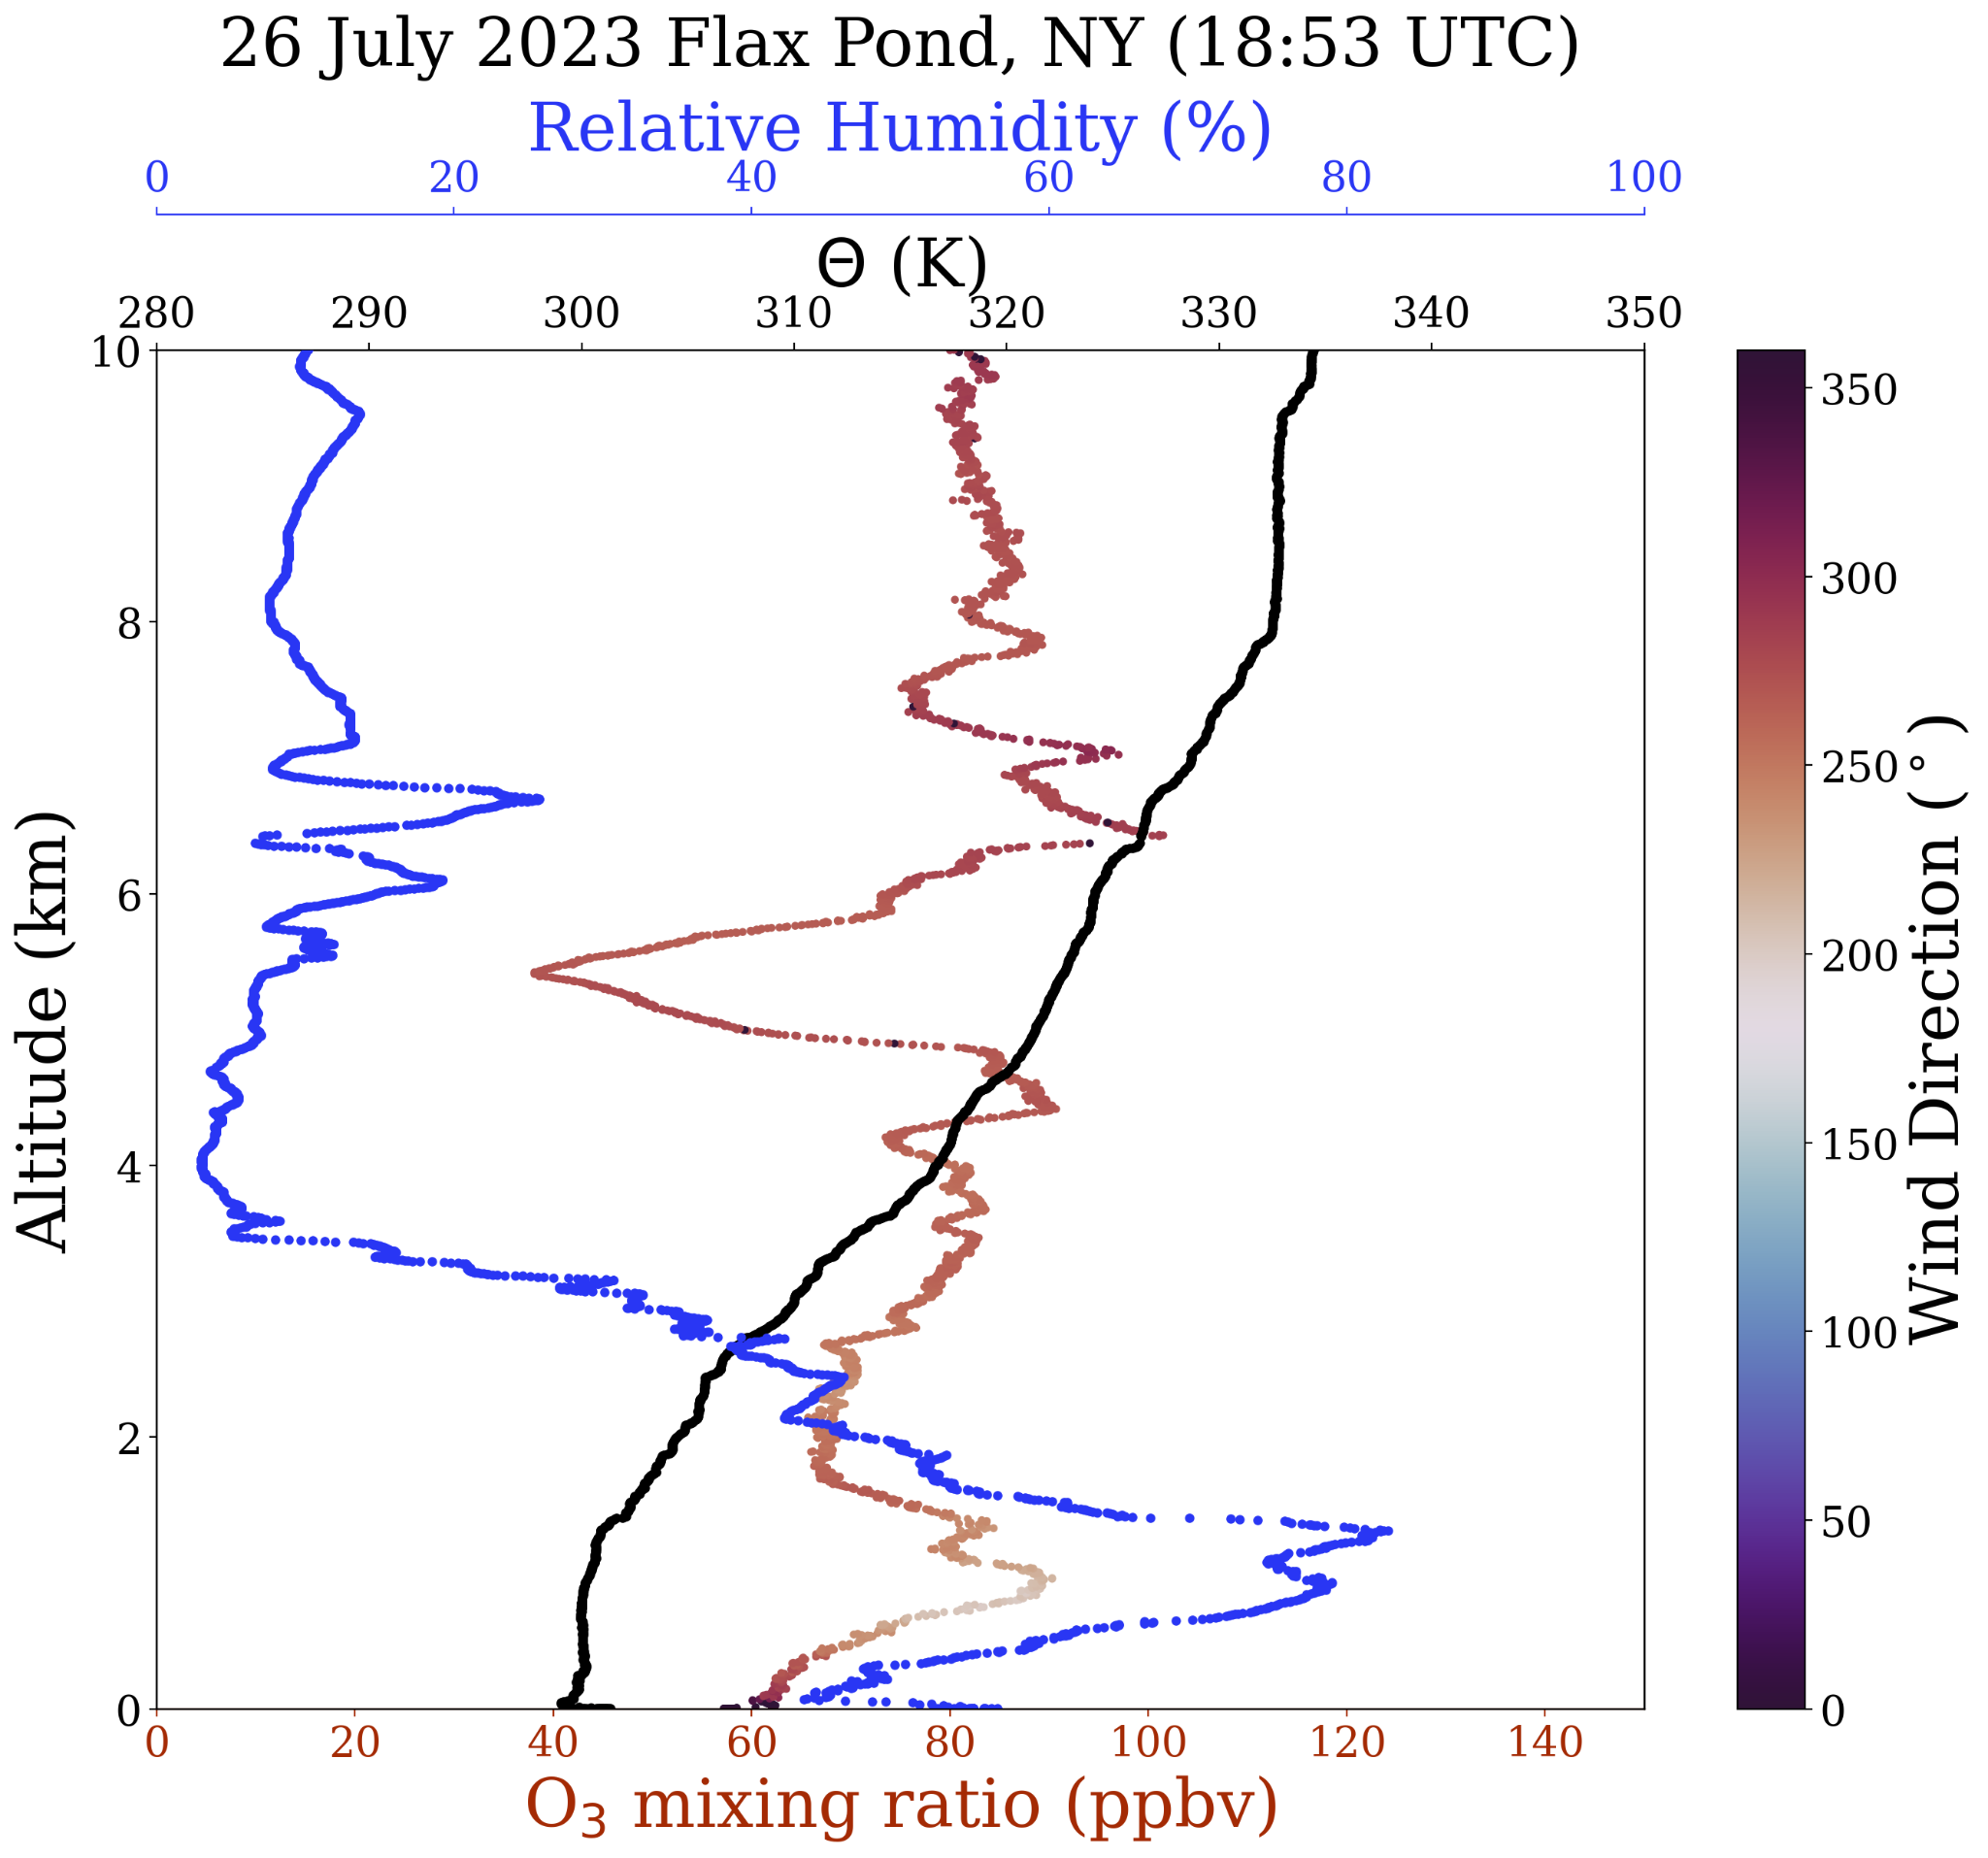 26 July 2023 Flax Pond, NY (18:53 UTC)
Relative Humidity (%)
0 20 40 60 80 100
Θ (K)
280 290 300 310 320 330 340 350
10
8
6
4
2
0
Altitude (km)
0 20 40 60 80 100 120 140
O₃ mixing ratio (ppbv)
350
300
250
200
150
100
50
0
Wind Direction (°)